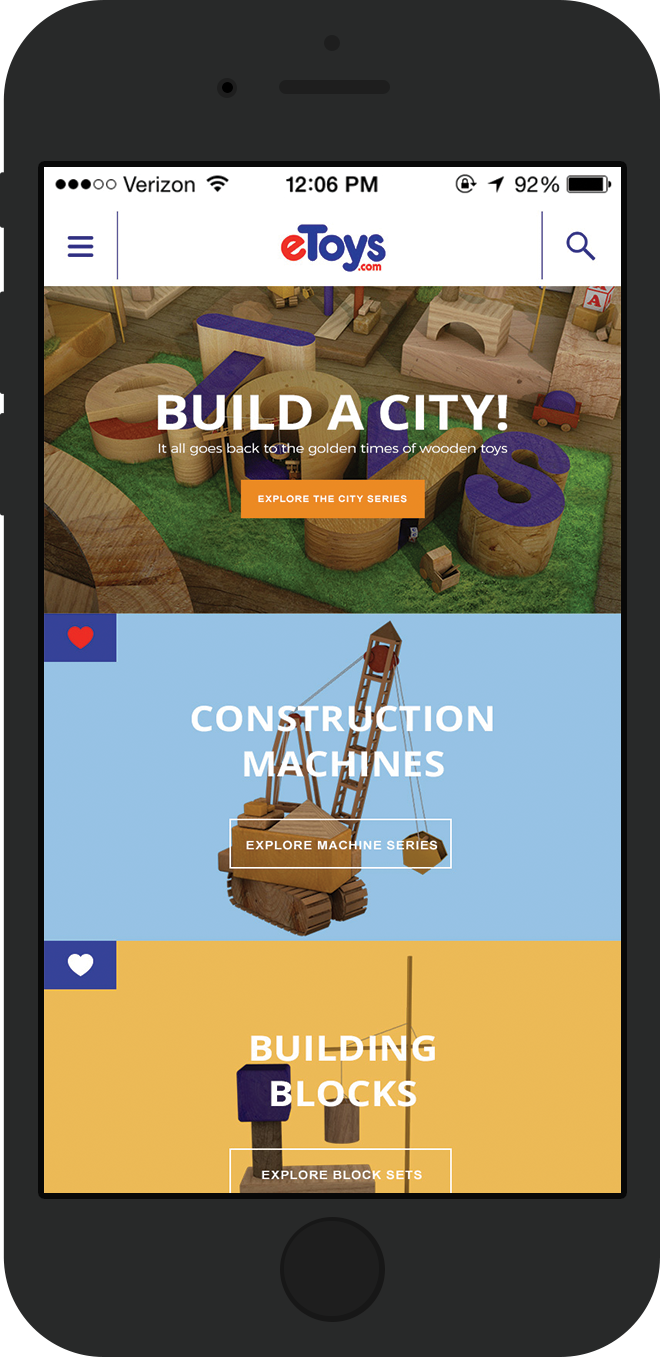 Verizon 12:06 PM 92%
eToys
.com
A
A
BUILD A CITY!
It all goes back to the golden times of wooden toys
EXPLORE THE CITY SERIES
CONSTRUCTION
MACHINES
EXPLORE MACHINE SERIES
BUILDING
BLOCKS
EXPLORE BLOCK SETS